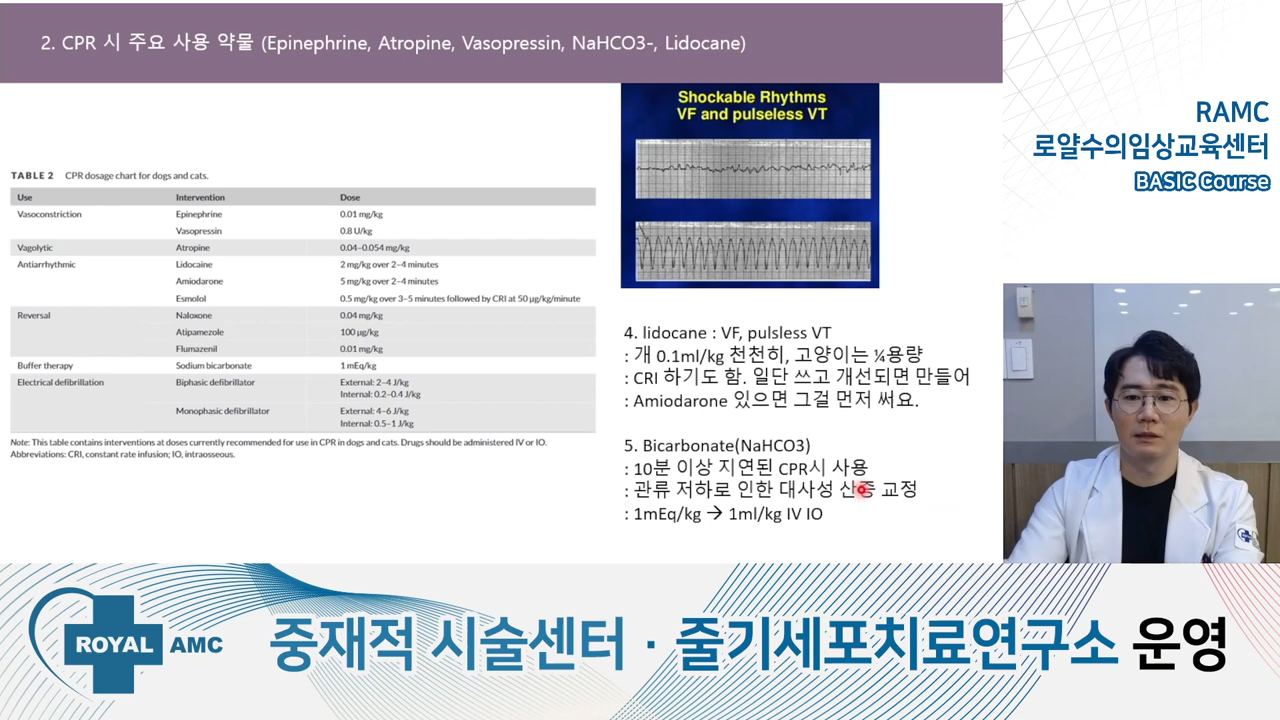 2. CPR 시 주요 사용 약물 (Epinephrine, Atropine, Vasopressin, NaHCO3-, Lidocane)
RAMC
로얄수의임상교육센터
BASIC Course
Shockable Rhythms
VF and pulseless VT
TABLE 2 CPR dosage chart for dogs and cats.
Use Intervention Dose
Vasoconstriction Epinephrine 0.01 mg/kg
Vasopressin 0.8 U/kg
Vagolytic Atropine 0.04–0.054 mg/kg
Antiarrhythmic Lidocaine 2 mg/kg over 2–4 minutes
Amiodarone 5 mg/kg over 2–4 minutes
Esmolol 0.5 mg/kg over 3–5 minutes followed by CRI at 50 µg/kg/minute
Reversal Naloxone 0.04 mg/kg
Atipamezole 100 µg/kg
Flumazenil 0.01 mg/kg
Buffer therapy Sodium bicarbonate 1 mEq/kg
Electrical defibrillation Biphasic defibrillator External: 2–4 J/kg
Internal: 0.2–0.4 J/kg
Monophasic defibrillator External: 4–6 J/kg
Internal: 0.5–1 J/kg
Note: This table contains interventions at doses currently recommended for use in CPR in dogs and cats. Drugs should be administered IV or IO.
Abbreviations: CRI, constant rate infusion; IO, intraosseous.
4. lidocane : VF, pulsless VT
: 개 0.1ml/kg 천천히, 고양이는 ¼용량
: CRI 하기도 함. 일단 쓰고 개선되면 만들어
: Amiodarone 있으면 그걸 먼저 써요.
5. Bicarbonate(NaHCO3)
: 10분 이상 지연된 CPR시 사용
: 관류 저하로 인한 대사성 산증 교정
: 1mEq/kg → 1ml/kg IV IO
ROYAL AMC
중재적 시술센터 · 줄기세포치료연구소 운영